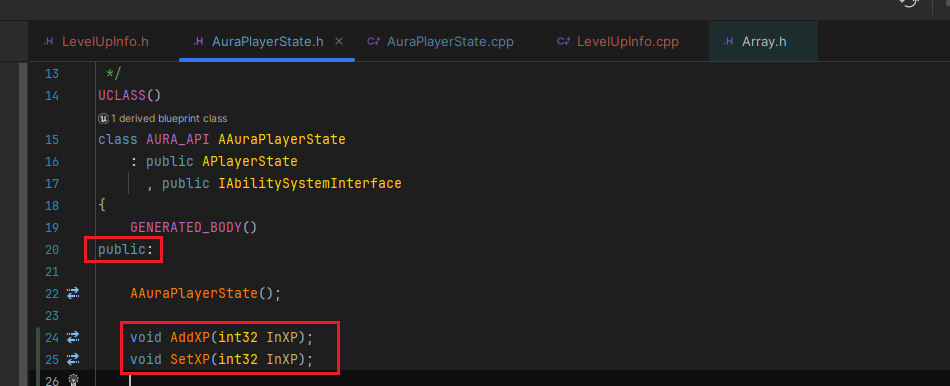 LevelUpInfo.h AuraPlayerState.h AuraPlayerState.cpp LevelUpInfo.cpp Array.h
13 */
14 UCLASS()
1 derived blueprint class
15 class AURA_API AAuraPlayerState
16 : public APlayerState
17 , public IAbilitySystemInterface
18 {
19 GENERATED_BODY()
20 public:
21
22 AAuraPlayerState();
23
24 void AddXP(int32 InXP);
25 void SetXP(int32 InXP);
26